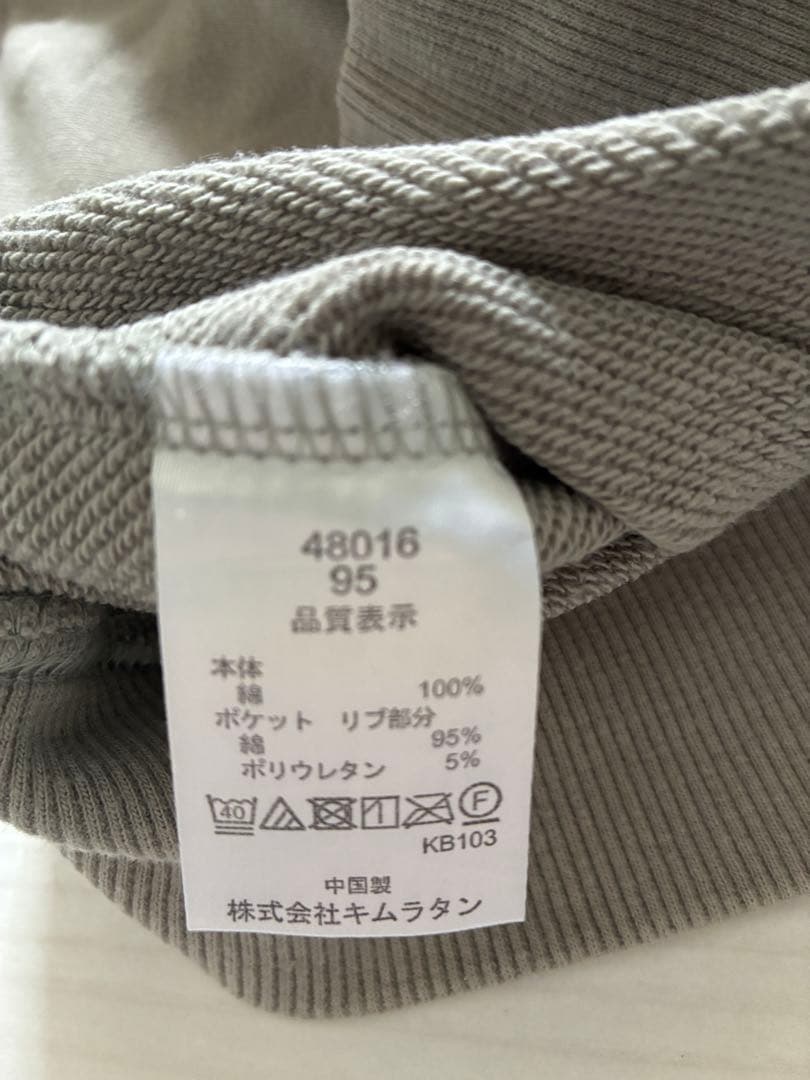 48016
95
品質表示
本体
綿 100%
ポケット リブ部分
綿 95%
ポリウレタン 5%
40 F
KB103
中国製
株式会社キムラタン